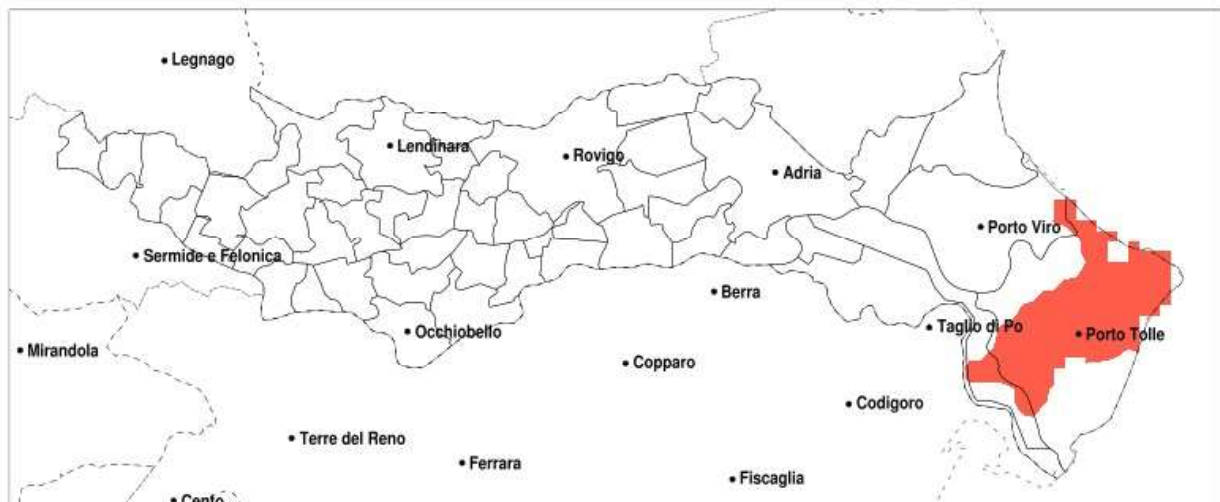 Legnago
Lendinara
Rovigo
Adria
Porto Viro
Sermide e Felonica
Berra
Taglio di Po
Porto Tolle
Occhiobello
Mirandola
Copparo
Codigoro
Terre del Reno
Ferrara
Fiscaglia
Cento